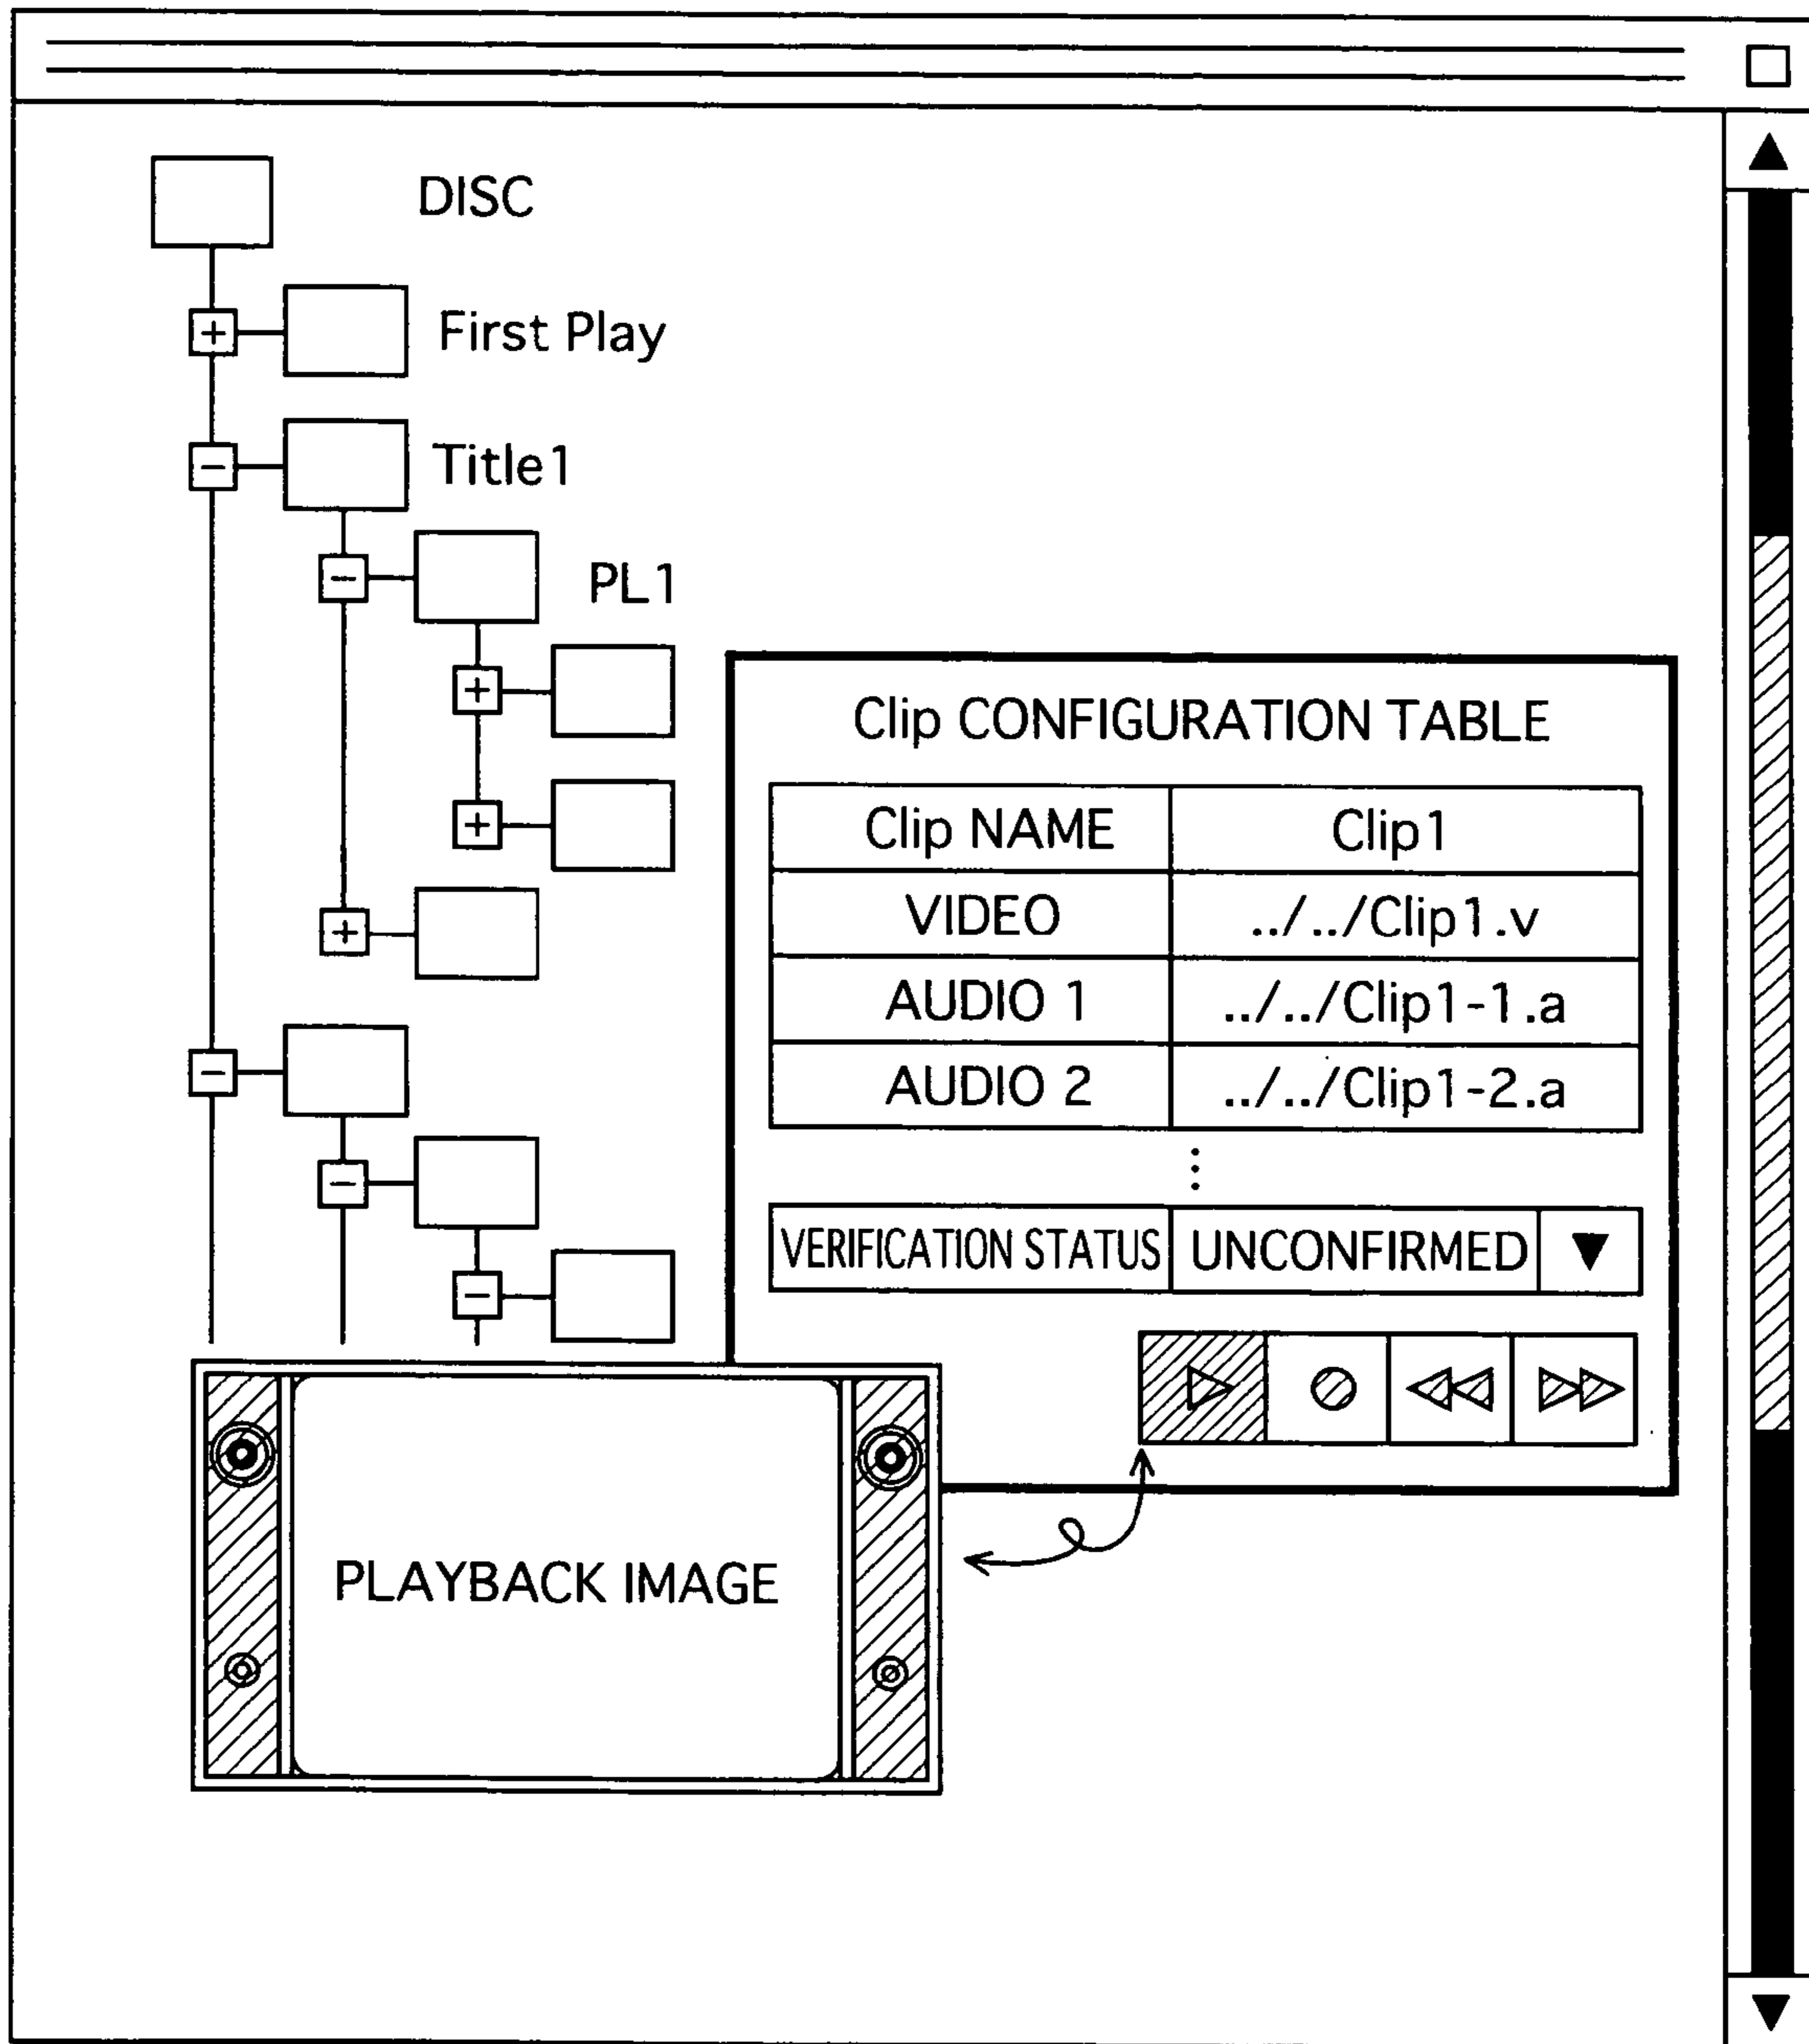 DISC
First Play
Title1
PL1
Clip CONFIGURATION TABLE
Clip NAME Clip1
VIDEO ../../Clip1.v
AUDIO 1 ../../Clip1-1.a
AUDIO 2 ../../Clip1-2.a
VERIFICATION STATUS UNCONFIRMED
PLAYBACK IMAGE